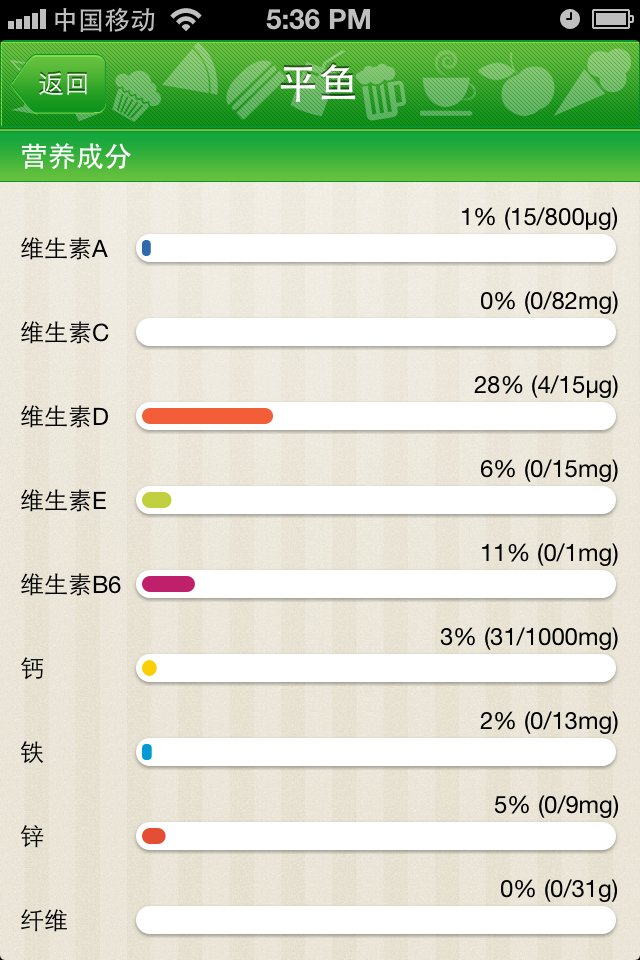 中国移动 5:36 PM
返回 平鱼
营养成分
1% (15/800μg)
维生素A
0% (0/82mg)
维生素C
28% (4/15μg)
维生素D
6% (0/15mg)
维生素E
11% (0/1mg)
维生素B6
3% (31/1000mg)
钙
2% (0/13mg)
铁
5% (0/9mg)
锌
0% (0/31g)
纤维